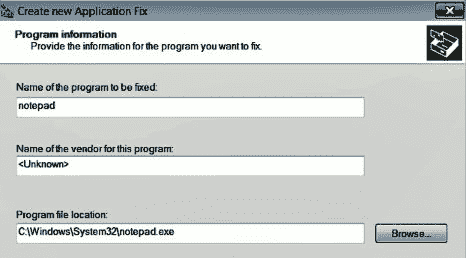 Create new Application Fix
Program information
Provide the information for the program you want to fix.
Name of the program to be fixed:
notepad
Name of the vendor for this program:
<Unknown>
Program file location:
C:\Windows\System32\notepad.exe
Browse...